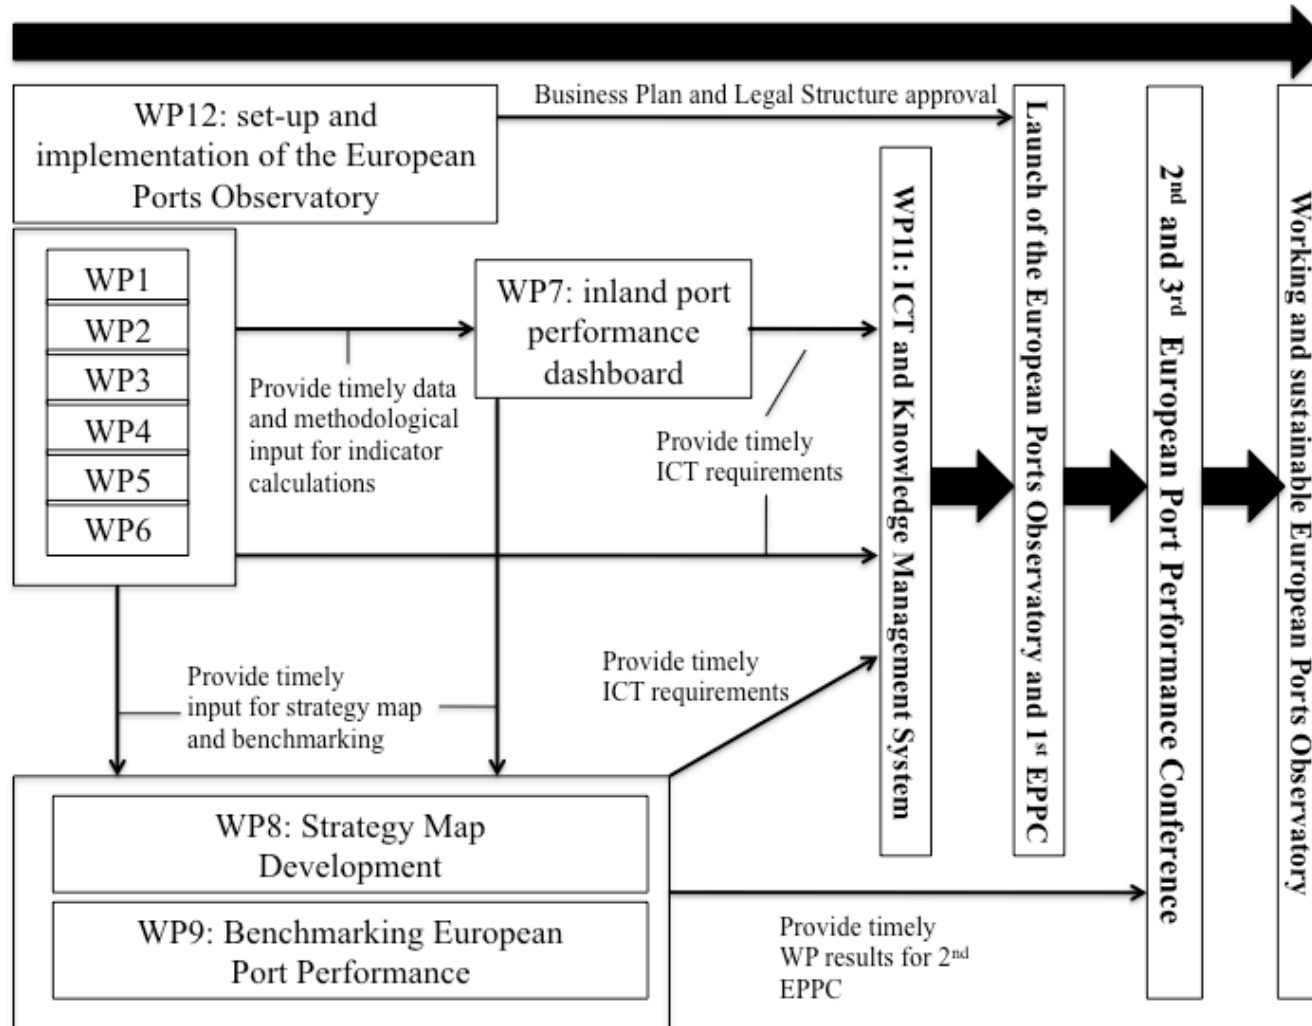 WP12: set-up and
implementation of the European
Ports Observatory
Business Plan and Legal Structure approval
WP1
WP2
WP3
WP4
WP5
WP6
Provide timely data
and methodological
input for indicator
calculations
WP7: inland port
performance
dashboard
Provide timely
ICT requirements
Provide timely
input for strategy map
and benchmarking
Provide timely
ICT requirements
WP8: Strategy Map
Development
WP9: Benchmarking European
Port Performance
Provide timely
WP results for 2nd
EPPC
WP11: ICT and Knowledge Management System
Launch of the European Ports Observatory and 1st EPPC
2nd and 3rd European Port Performance Conference
Working and sustainable European Ports Observatory